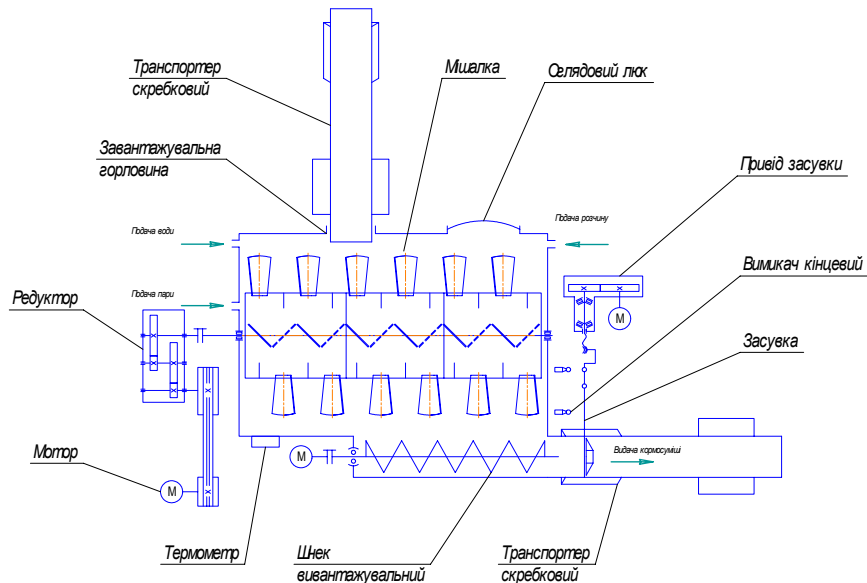 Транспортер
скребковий
Мішалка
Оглядовий люк
Завантажувальна
горловина
Привід засувки
Подача води
Подача розчину
Вимикач кінцевий
Подача пари
Редуктор
М
Засувка
Мотор
М
М
Видача кормосуміші
Термометр
Шнек
вивантажувальний
Транспортер
скребковий